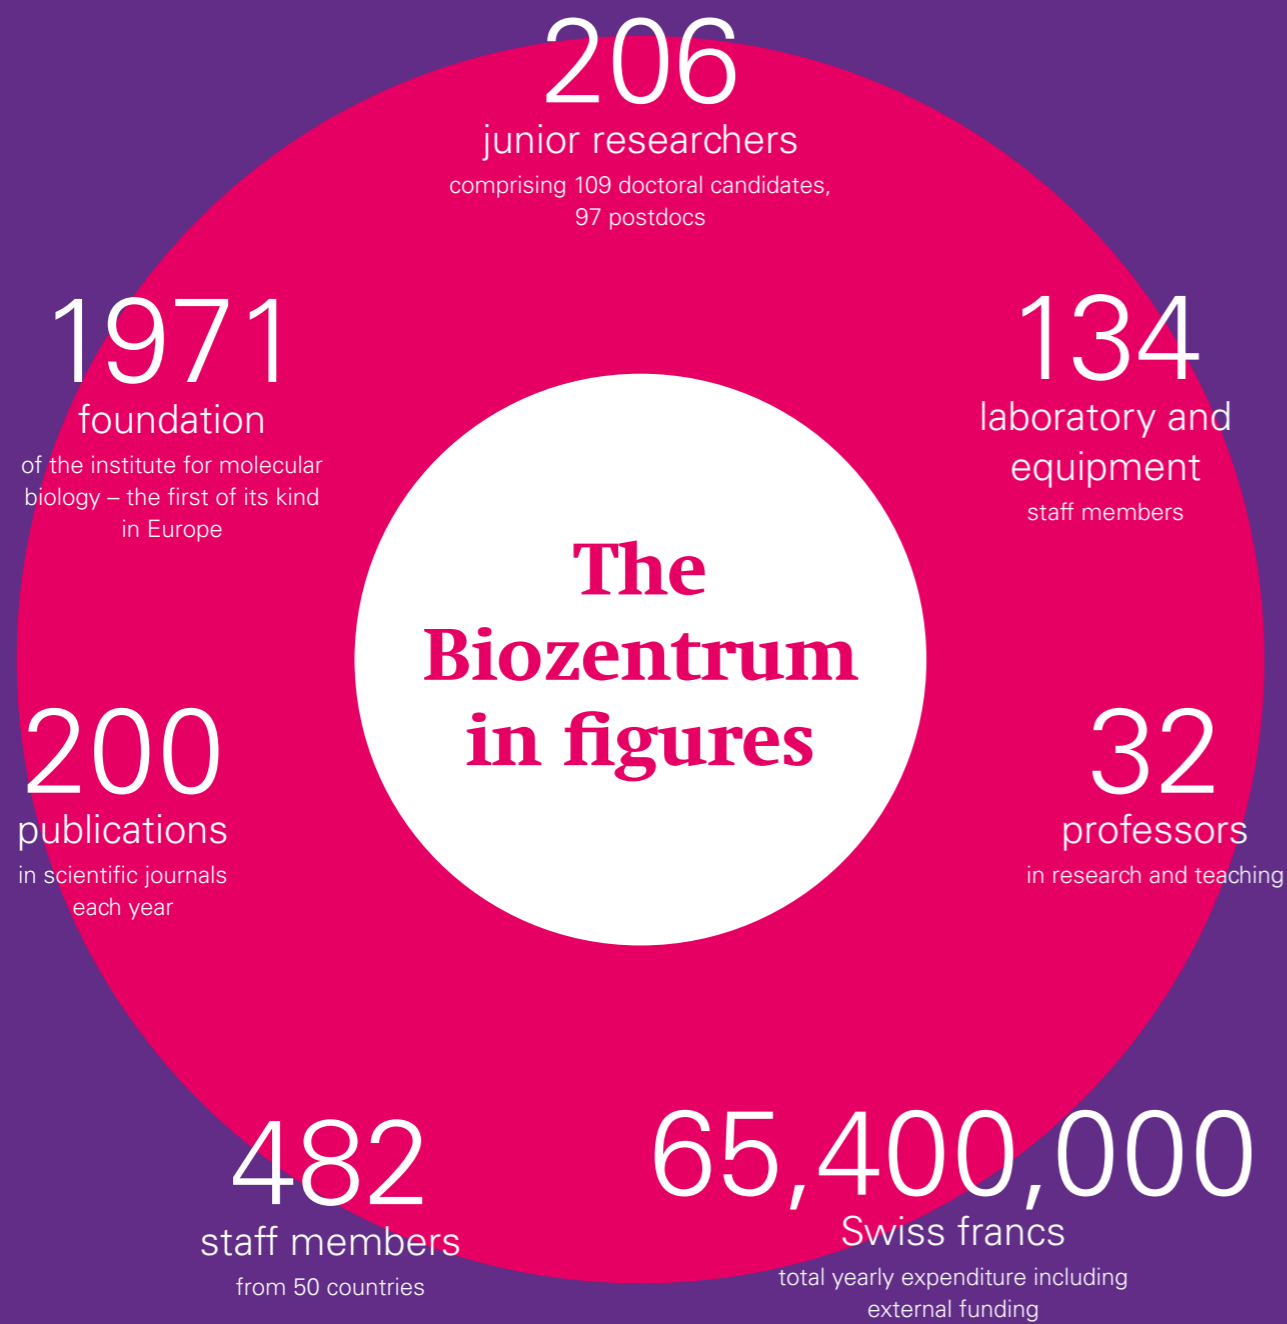 206
junior researchers
comprising 109 doctoral candidates,
97 postdocs
1971
foundation
of the institute for molecular
biology – the first of its kind
in Europe
134
laboratory and
equipment
staff members
The
Biozentrum
in figures
200
publications
in scientific journals
each year
32
professors
in research and teaching
482
staff members
from 50 countries
65,400,000
Swiss francs
total yearly expenditure including
external funding